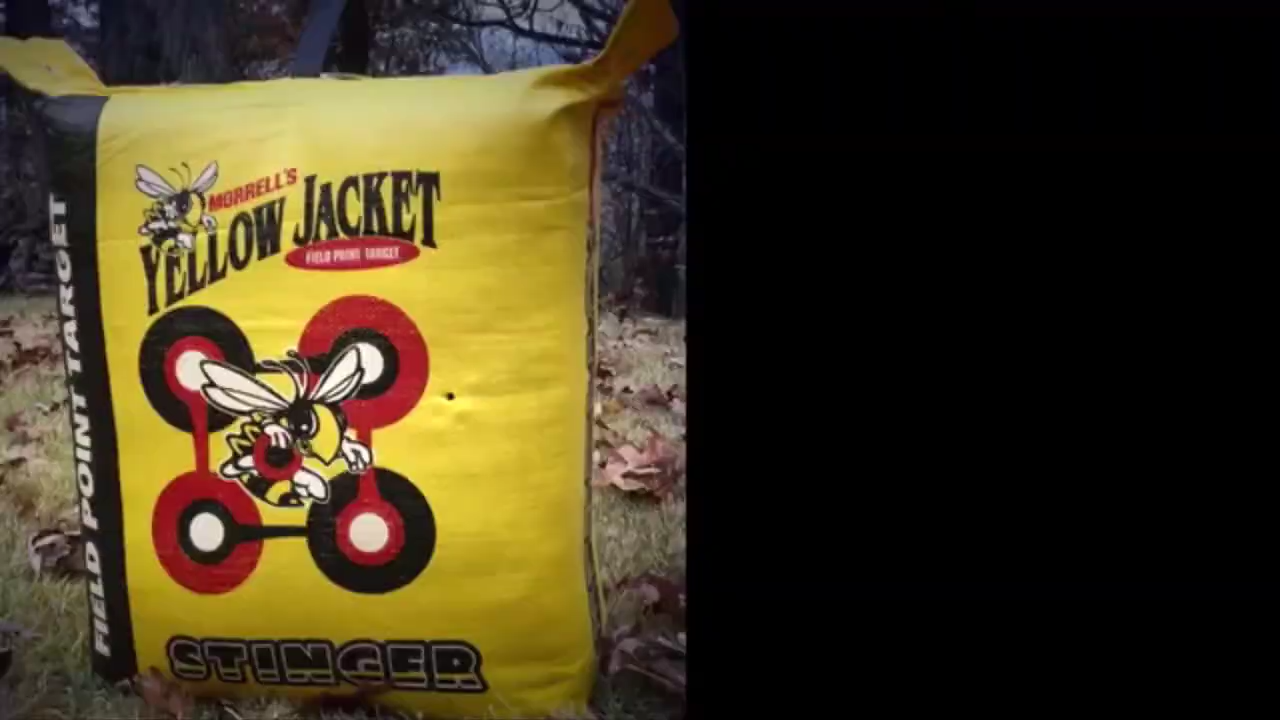 MORRELL'S
YELLOW JACKET
FIELD POINT TARGET
FIELD POINT TARGET
STINGER